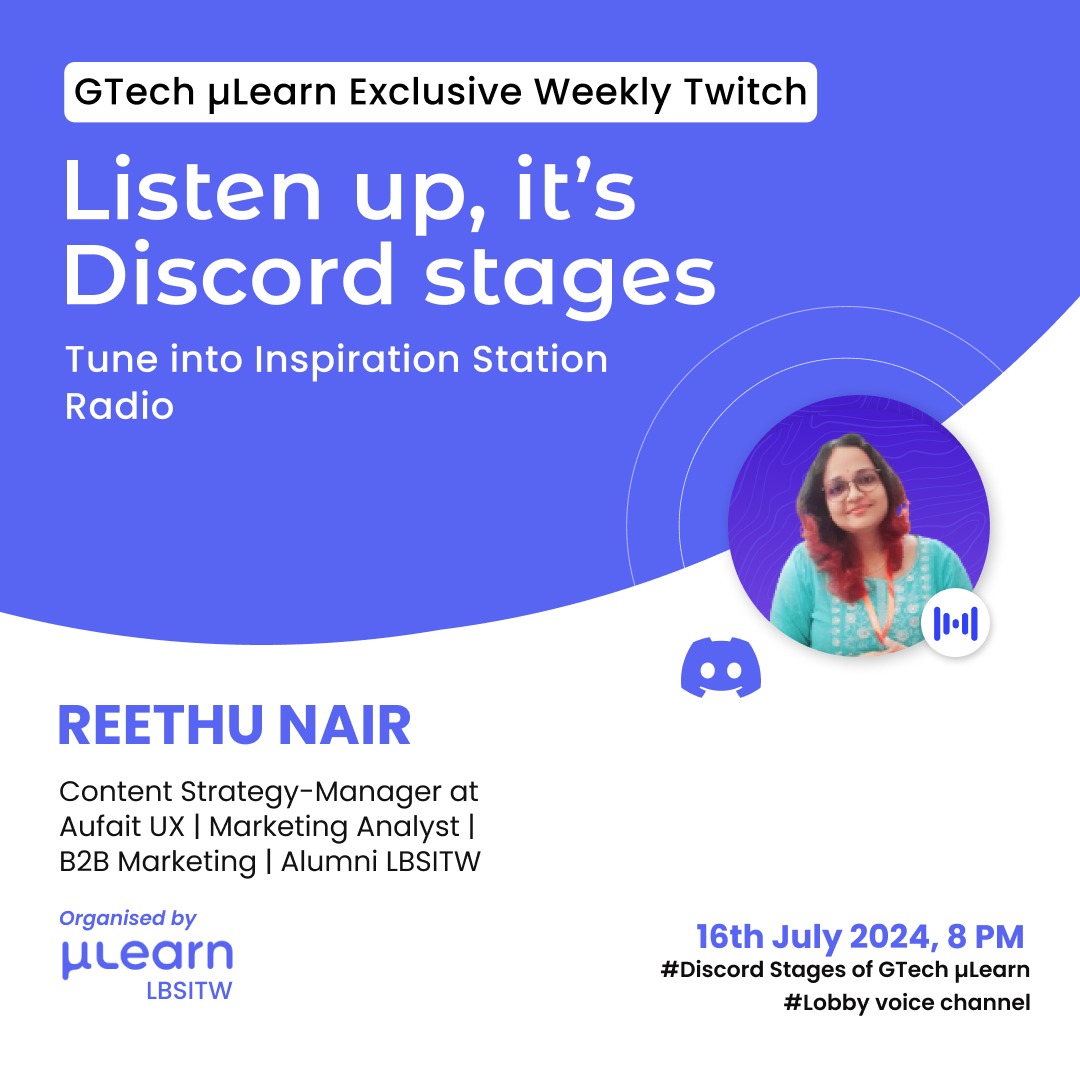 GTech µLearn Exclusive Weekly Twitch
Listen up, it’s
Discord stages
Tune into Inspiration Station
Radio
REETHU NAIR
Content Strategy-Manager at
Aufait UX | Marketing Analyst |
B2B Marketing | Alumni LBSITW
Organised by
µLearn
LBSITW
16th July 2024, 8 PM
#Discord Stages of GTech µLearn
#Lobby voice channel